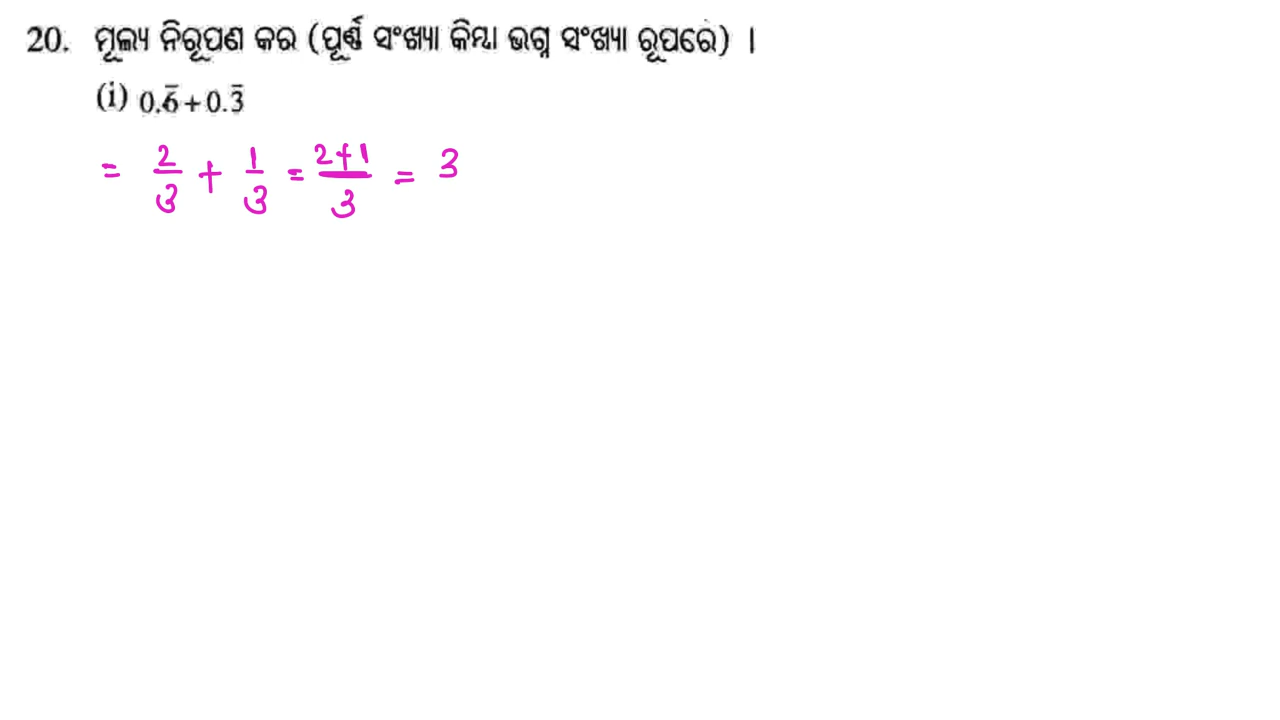 20. ମୂଲ୍ୟ ନିରୂପଣ କର (ପୂର୍ଣ୍ଣ ସଂଖ୍ୟା କିମ୍ବା ଭଗ୍ନ ସଂଖ୍ୟା ରୂପରେ) ।
(i) 0.6̅ + 0.3̅
= 2/3 + 1/3 = 2+1/3 = 3